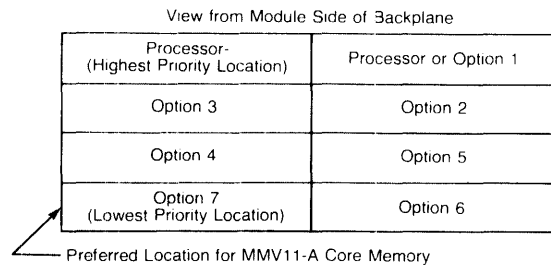 View from Module Side of Backplane
Processor-
(Highest Priority Location)
Processor or Option 1
Option 3
Option 2
Option 4
Option 5
Option 7
(Lowest Priority Location)
Option 6
Preferred Location for MMV11-A Core Memory